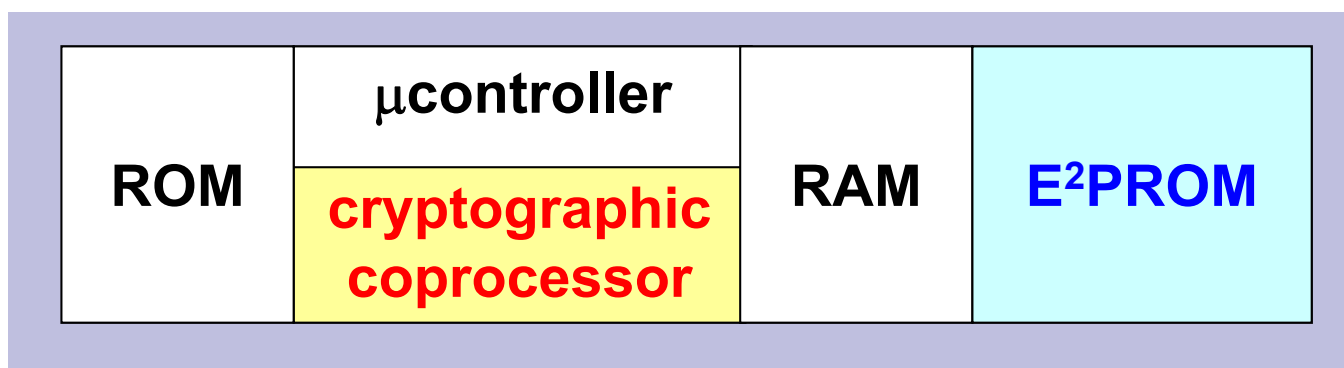 ROM
μcontroller
cryptographic
coprocessor
RAM
E²PROM